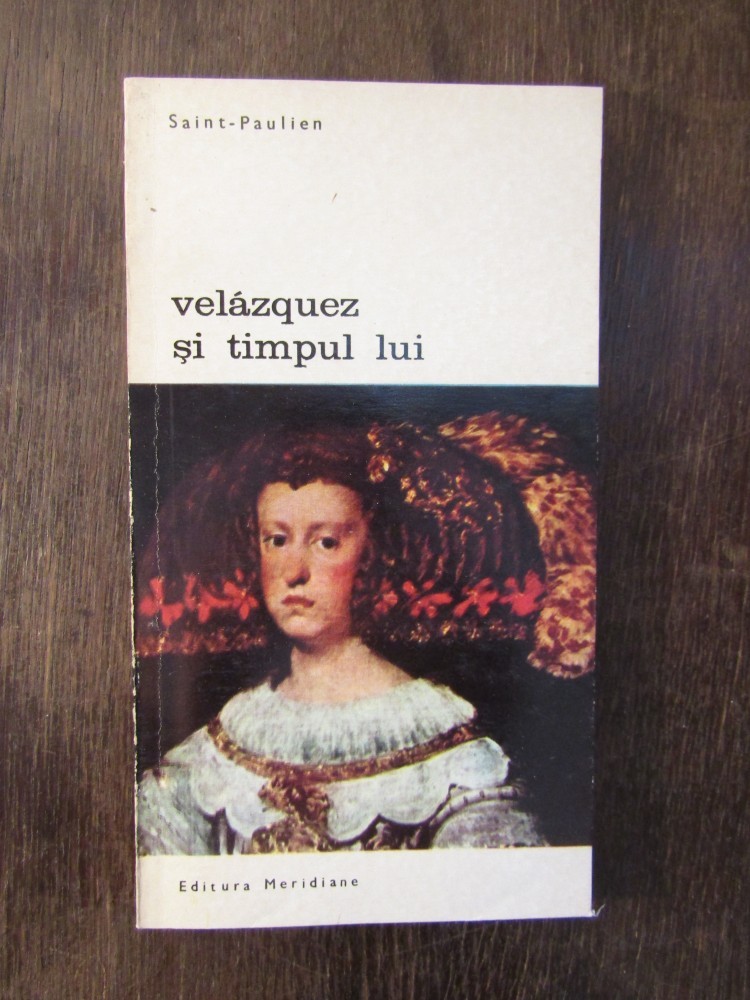 Saint-Paulien
velázquez
şi timpul lui
Editura Meridiane